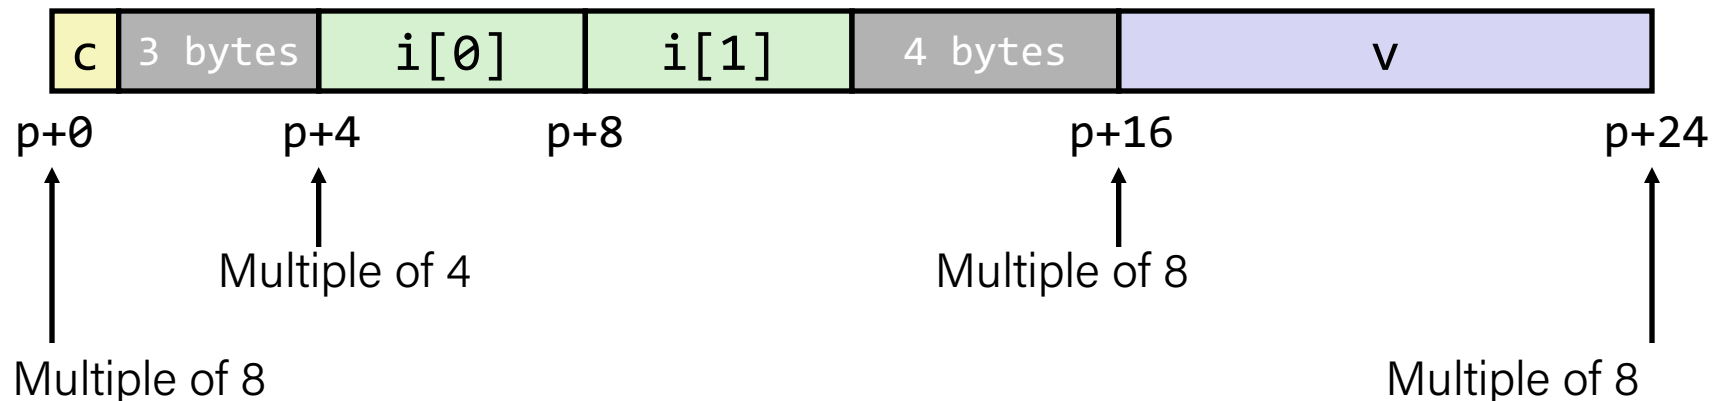 c 3 bytes i[0] i[1] 4 bytes v
p+0 p+4 p+8 p+16 p+24
Multiple of 4 Multiple of 8
Multiple of 8 Multiple of 8